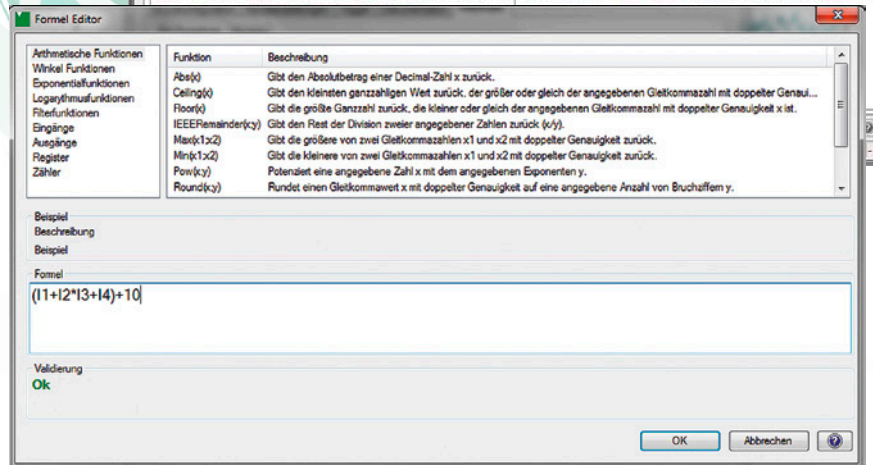 Formel Editor
Arithmetische Funktionen
Winkel Funktionen
Exponentialfunktionen
Logarythmusfunktionen
Filterfunktionen
Eingänge
Ausgänge
Register
Zähler
Funktion Beschreibung
Abs(x) Gibt den Absolutbetrag einer Decimal-Zahl x zurück.
Ceiling(x) Gibt den kleinsten ganzzahligen Wert zurück, der größer oder gleich der angegebenen Gleitkommazahl mit doppelter Genaui...
Floor(x) Gibt die größte Ganzzahl zurück, die kleiner oder gleich der angegebenen Gleitkommazahl mit doppelter Genauigkeit x ist.
IEEERemainder(x;y) Gibt den Rest der Division zweier angegebener Zahlen zurück (x/y).
Max(x1;x2) Gibt die größere von zwei Gleitkommazahlen x1 und x2 mit doppelter Genauigkeit zurück.
Min(x1;x2) Gibt die kleinere von zwei Gleitkommazahlen x1 und x2 mit doppelter Genauigkeit zurück.
Pow(x;y) Potenziert eine angegebene Zahl x mit dem angegebenen Exponenten y.
Round(x;y) Rundet einen Gleitkommawert x mit doppelter Genauigkeit auf eine angegebene Anzahl von Bruchziffern y.
Beispiel
Beschreibung
Beispiel
Formel
(I1+I2*I3+I4)+10
Validierung
Ok
OK Abbrechen